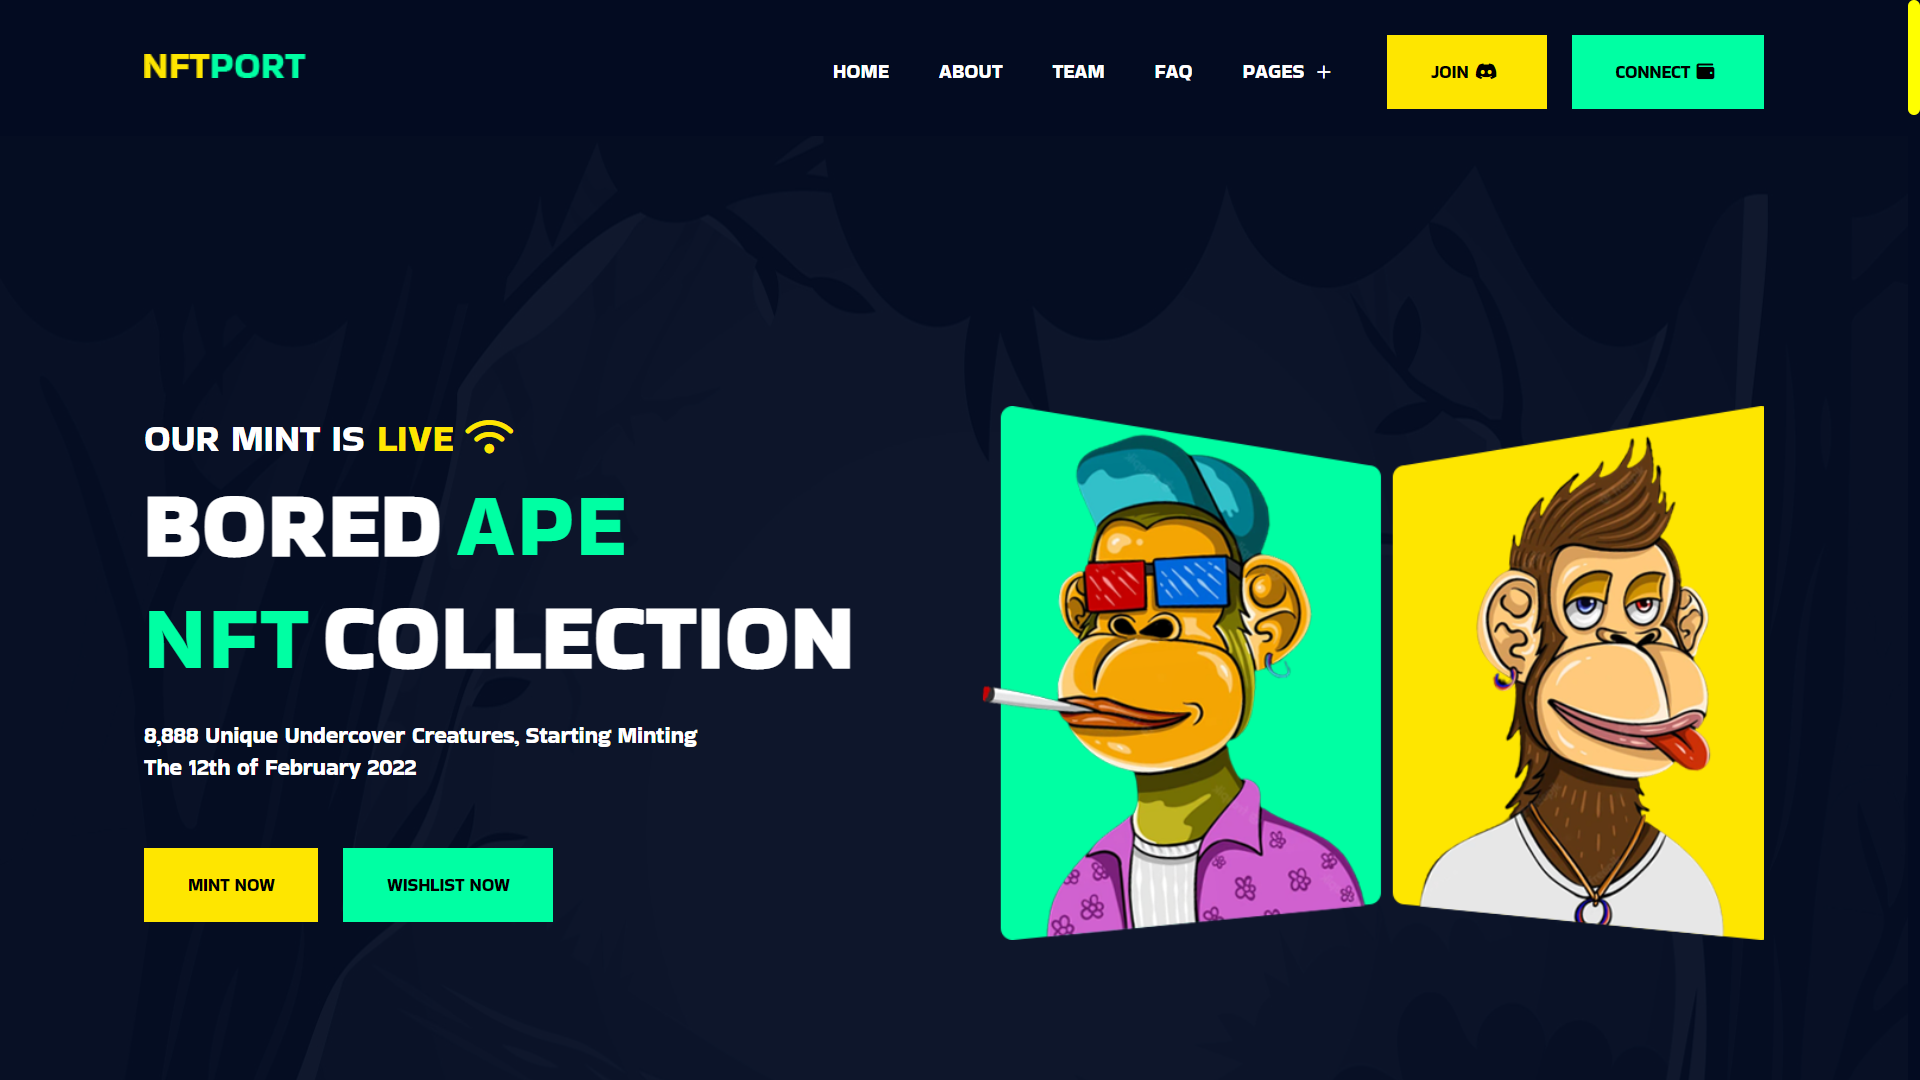 NFTPORT
HOME ABOUT TEAM FAQ PAGES +
JOIN
CONNECT
OUR MINT IS LIVE
BORED APE
NFT COLLECTION
8,888 Unique Undercover Creatures, Starting Minting
The 12th of February 2022
MINT NOW
WISHLIST NOW